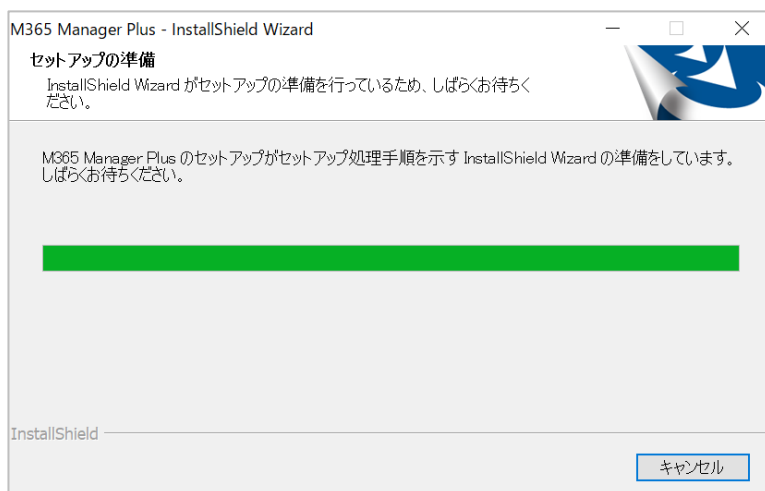 M365 Manager Plus - InstallShield Wizard
セットアップの準備
InstallShield Wizard がセットアップの準備を行っているため、しばらくお待ちく
ださい。
M365 Manager Plus のセットアップがセットアップ処理手順を示す InstallShield Wizard の準備をしています。
しばらくお待ちください。
InstallShield
キャンセル